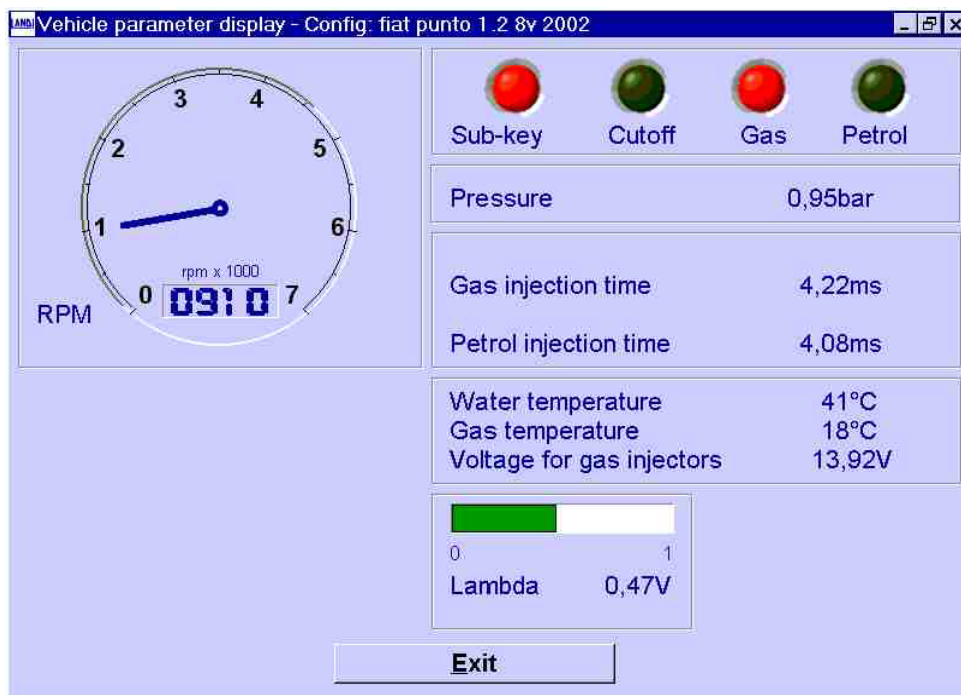 LANDI Vehicle parameter display - Config: fiat punto 1.2 8v 2002
3 4
2 5
1 6
rpm x 1000
0 0910 7
RPM
Sub-key Cutoff Gas Petrol
Pressure 0,95bar
Gas injection time 4,22ms
Petrol injection time 4,08ms
Water temperature 41°C
Gas temperature 18°C
Voltage for gas injectors 13,92V
0 1
Lambda 0,47V
Exit